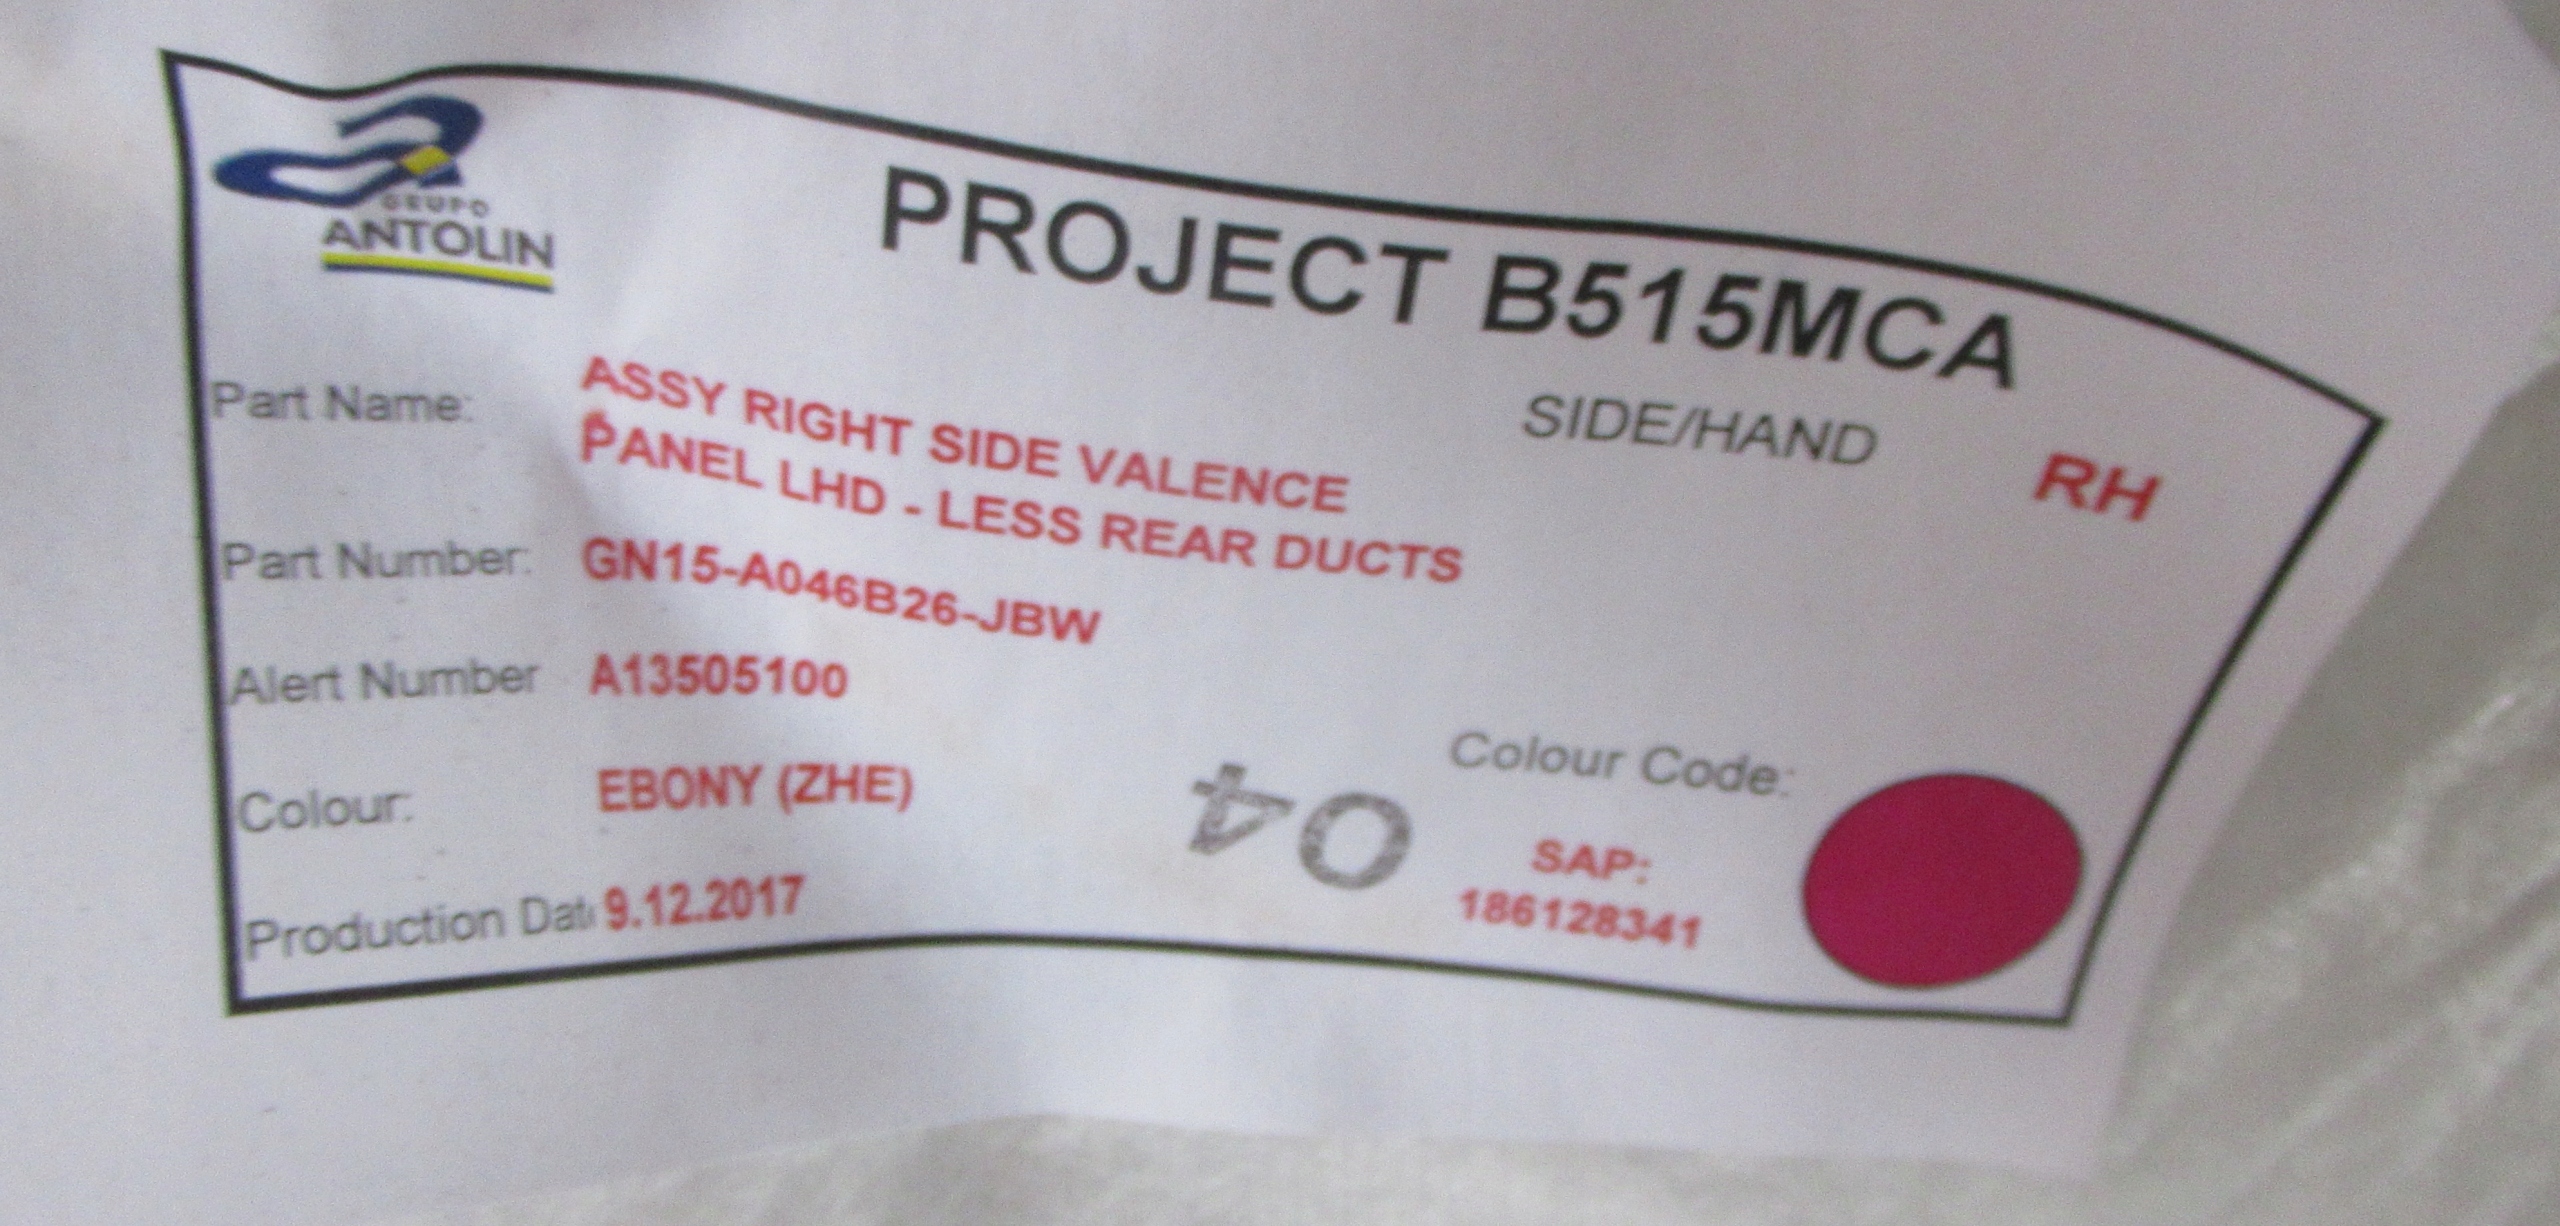 GRUPO
ANTOLIN
PROJECT B515MCA
Part Name: ASSY RIGHT SIDE VALENCE
PANEL LHD - LESS REAR DUCTS
SIDE/HAND RH
Part Number: GN15-A046B26-JBW
Alert Number A13505100
Colour: EBONY (ZHE)
Colour Code:
04
SAP:
186128341
Production Dat 9.12.2017